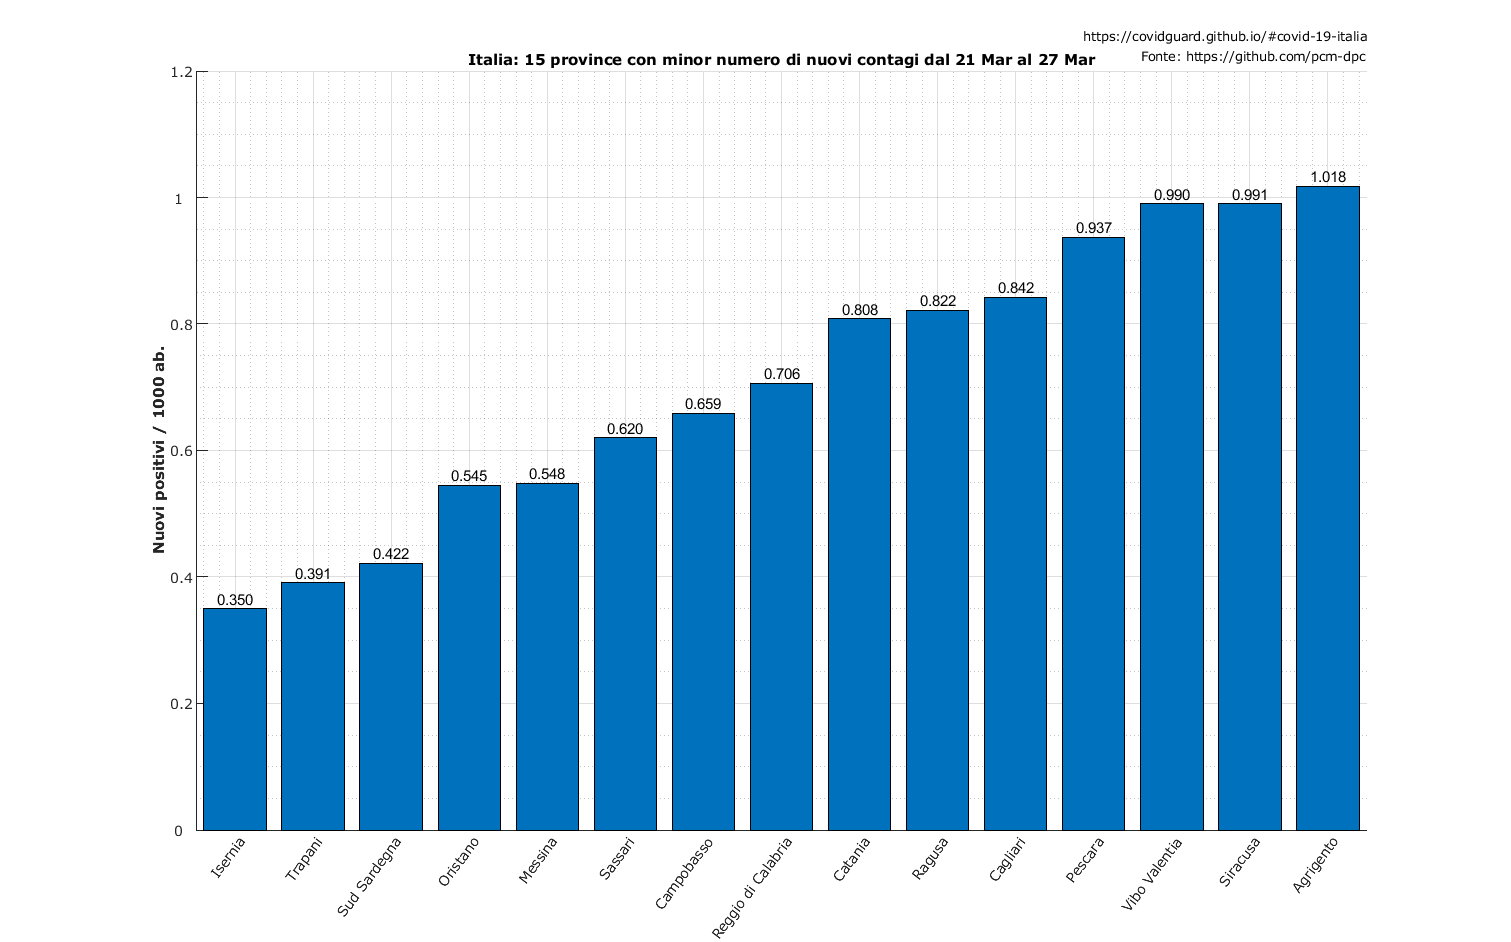 https://covidguard.github.io/#covid-19-italia
Italia: 15 province con minor numero di nuovi contagi dal 21 Mar al 27 Mar
Fonte: https://github.com/pcm-dpc
Nuovi positivi / 1000 ab.
1.2
1
0.8
0.6
0.4
0.2
0
0.350
0.391
0.422
0.545
0.548
0.620
0.659
0.706
0.808
0.822
0.842
0.937
0.990
0.991
1.018
Isernia
Trapani
Sud Sardegna
Oristano
Messina
Sassari
Campobasso
Reggio di Calabria
Catania
Ragusa
Cagliari
Pescara
Vibo Valentia
Siracusa
Agrigento